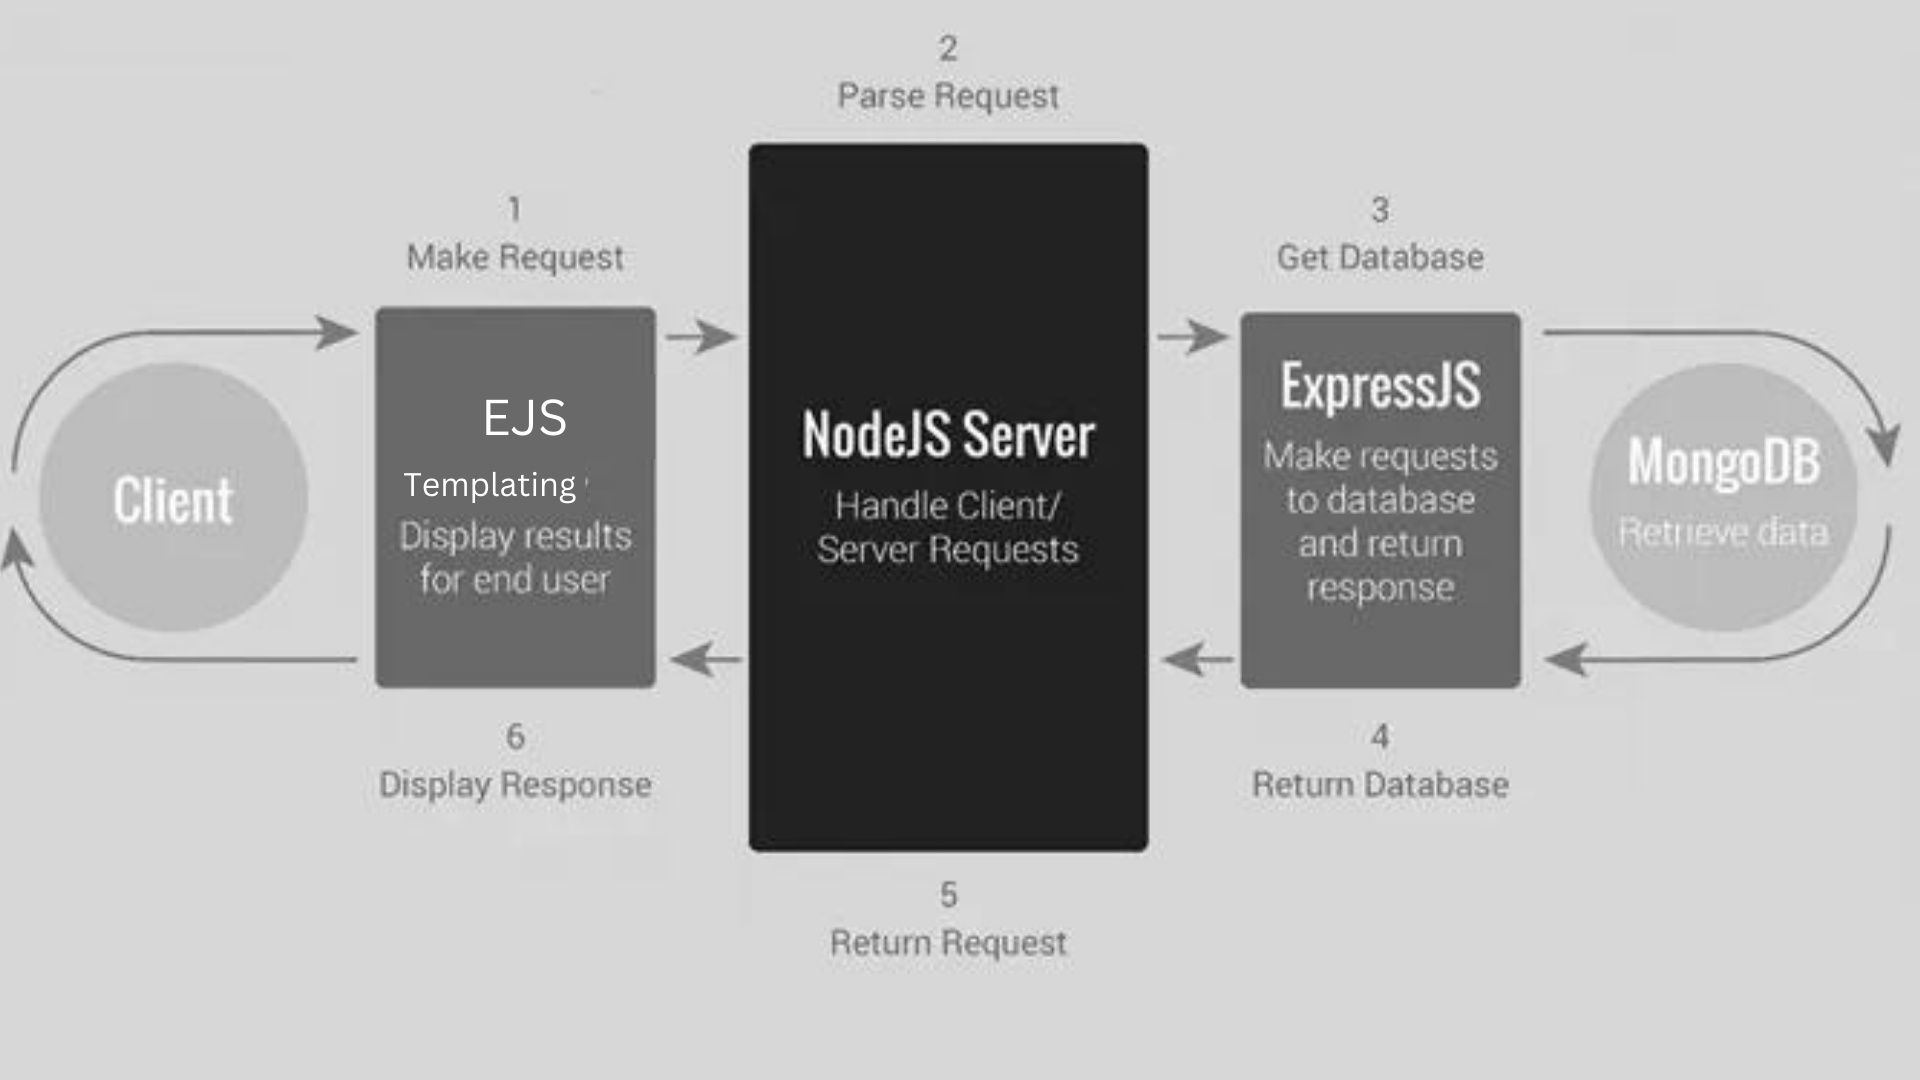 2
Parse Request
1
Make Request
3
Get Database
Client
EJS
Templating
Display results
for end user
NodeJS Server
Handle Client/
Server Requests
ExpressJS
Make requests
to database
and return
response
MongoDB
Retrieve data
6
Display Response
4
Return Database
5
Return Request